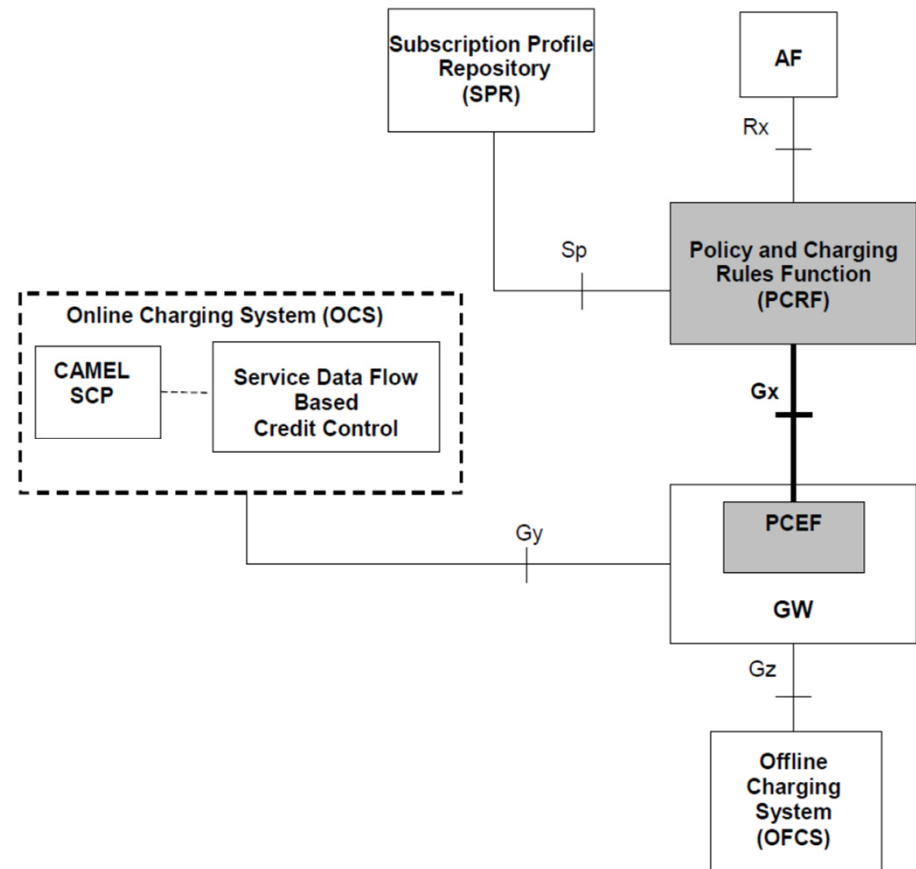 Subscription Profile
Repository
(SPR)
AF
Rx
Policy and Charging
Rules Function
(PCRF)
Sp
Online Charging System (OCS)
CAMEL
SCP
Service Data Flow
Based
Credit Control
Gx
PCEF
Gy
GW
Gz
Offline
Charging
System
(OFCS)